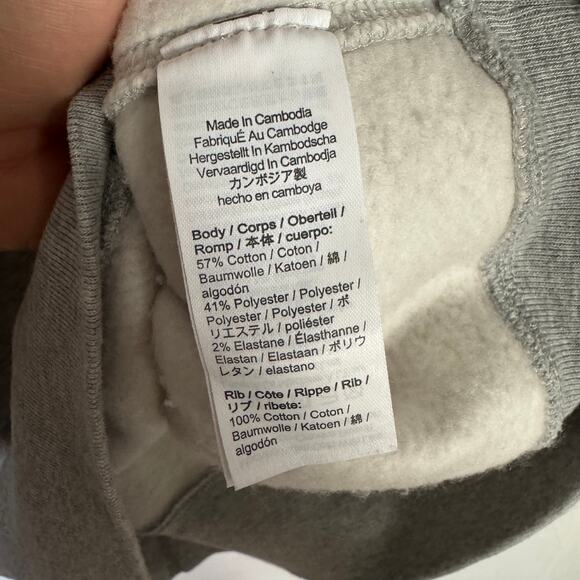 Made In Cambodia
FabriquÉ Au Cambodge
Hergestellt In Kambodscha
Vervaardigd In Cambodja
カンボジア製
hecho en camboya
Body / Corps / Oberteil /
Romp / 本体 / cuerpo:
57% Cotton / Coton /
Baumwolle / Katoen / 綿 /
algodón
41% Polyester / Polyester /
Polyester / Polyester / ポ
リエステル / poliéster
2% Elastane / Élasthanne /
Elastan / Elastaan / ポリウ
レタン / elastano
Rib / Côte / Rippe / Rib /
リブ / ribete:
100% Cotton / Coton /
Baumwolle / Katoen / 綿 /
algodón